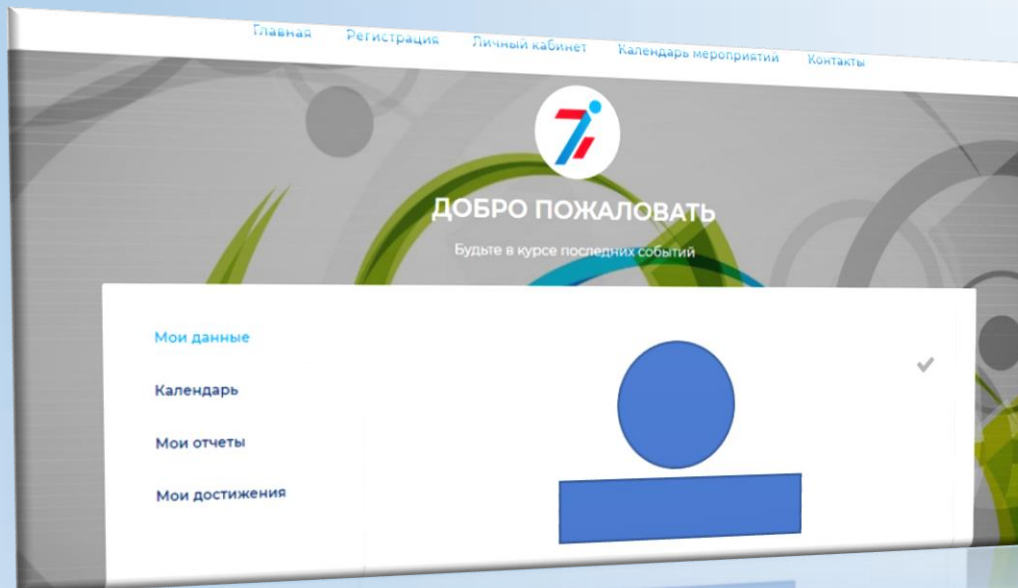 Главная Регистрация Личный кабинет Календарь мероприятий Контакты
ДОБРО ПОЖАЛОВАТЬ
Будьте в курсе последних событий
Мои данные
Календарь
Мои отчеты
Мои достижения